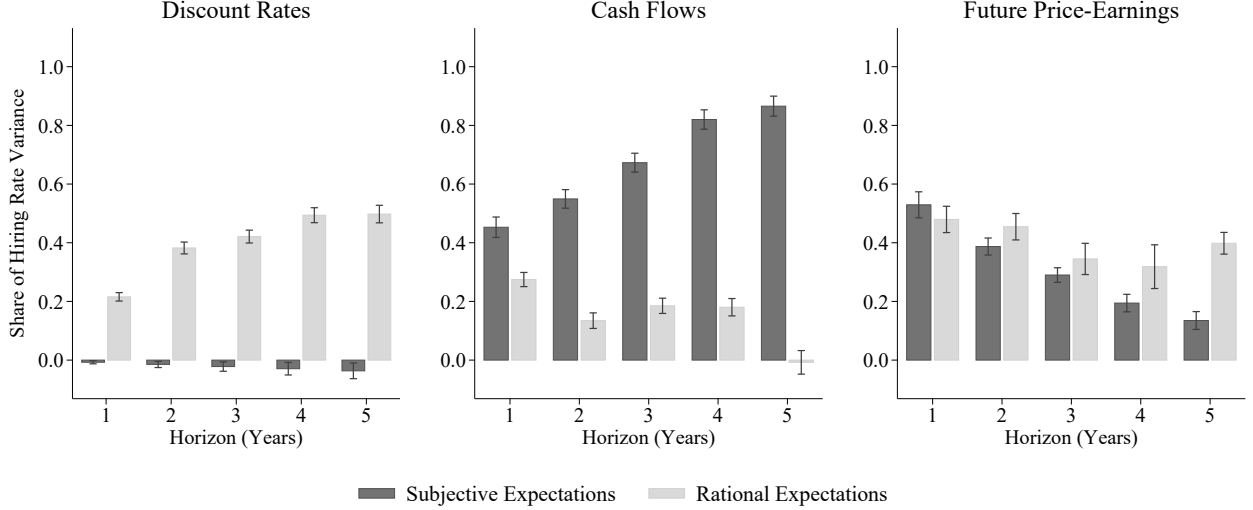 Discount Rates
Cash Flows
Future Price-Earnings
Share of Hiring Rate Variance
1.0
0.8
0.6
0.4
0.2
0.0
1 2 3 4 5
Horizon (Years)
1.0
0.8
0.6
0.4
0.2
0.0
1 2 3 4 5
Horizon (Years)
1.0
0.8
0.6
0.4
0.2
0.0
1 2 3 4 5
Horizon (Years)
Subjective Expectations
Rational Expectations